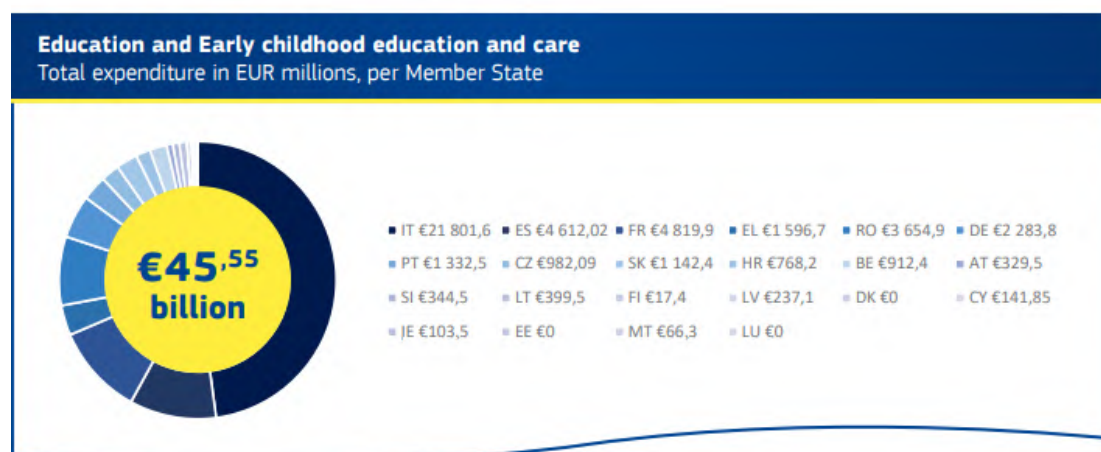 Education and Early childhood education and care
Total expenditure in EUR millions, per Member State
€45,55
billion
IT €21 801,6 ES €4 612,02 FR €4 819,9 EL €1 596,7 RO €3 654,9 DE €2 283,8
PT €1 332,5 CZ €982,09 SK €1 142,4 HR €768,2 BE €912,4 AT €329,5
SI €344,5 LT €399,5 FI €17,4 LV €237,1 DK €0 CY €141,85
JE €103,5 EE €0 MT €66,3 LU €0